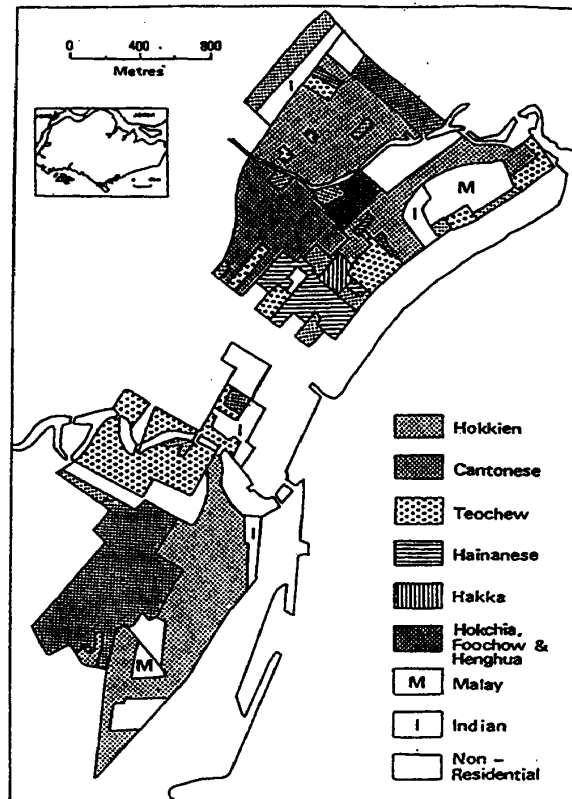 0 400 800
Metres
I
M
I
I
I
M
Hokkien
Cantonese
Teochew
Hainanese
Hakka
Hokchia,
Foochow &
Henghua
M Malay
I Indian
Non -
Residential